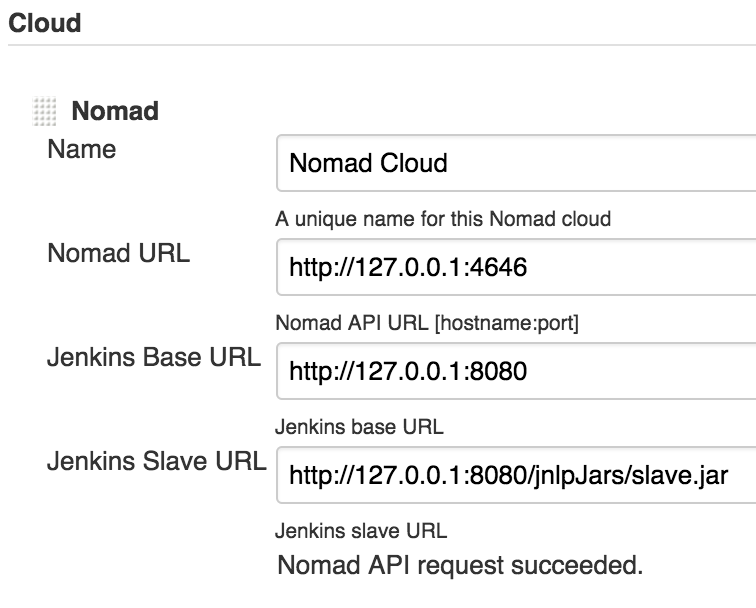 Cloud
Nomad
Name
Nomad Cloud
A unique name for this Nomad cloud
Nomad URL
http://127.0.0.1:4646
Nomad API URL [hostname:port]
Jenkins Base URL
http://127.0.0.1:8080
Jenkins base URL
Jenkins Slave URL
http://127.0.0.1:8080/jnlpJars/slave.jar
Jenkins slave URL
Nomad API request succeeded.